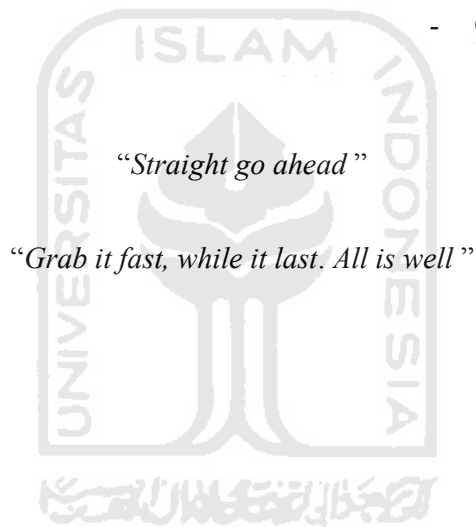 -
ISLAM
UNIVERSITAS
INDONESIA
“Straight go ahead ”
“Grab it fast, while it last. All is well ”